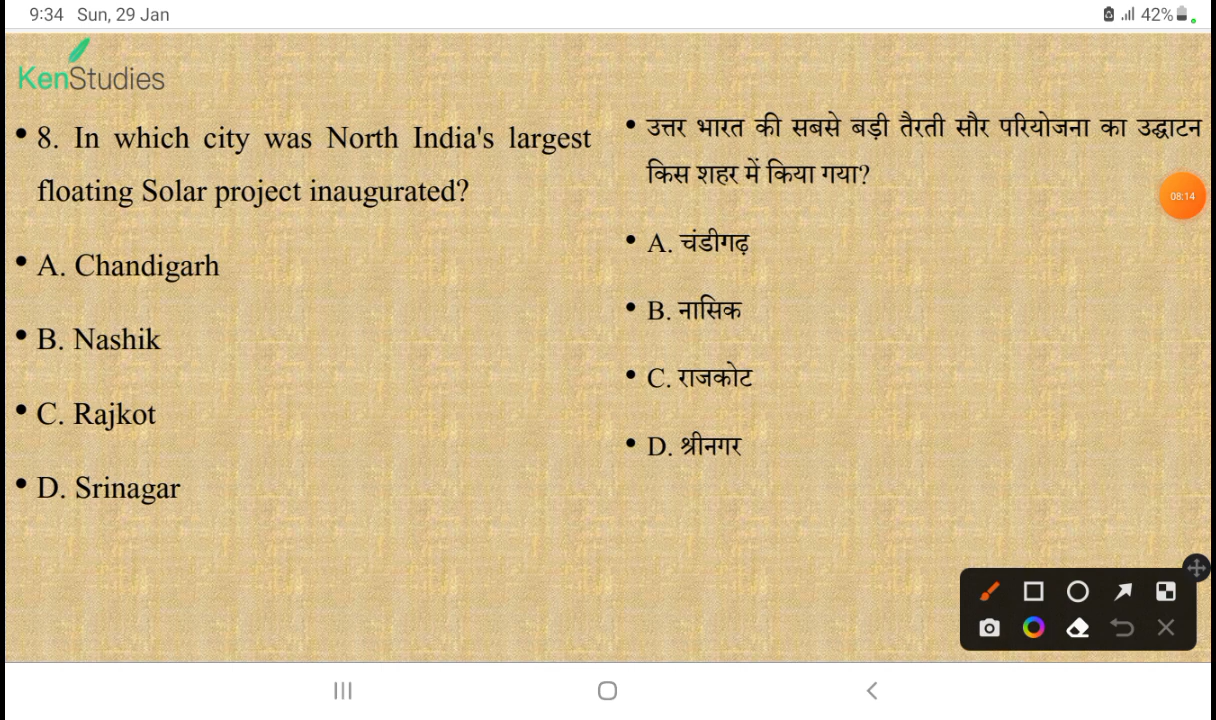 9:34 Sun, 29 Jan
42%
KenStudies
• 8. In which city was North India's largest
floating Solar project inaugurated?
• A. Chandigarh
• B. Nashik
• C. Rajkot
• D. Srinagar
• उत्तर भारत की सबसे बड़ी तैरती सौर परियोजना का उद्घाटन
किस शहर में किया गया?
• A. चंडीगढ़
• B. नासिक
• C. राजकोट
• D. श्रीनगर
08:14